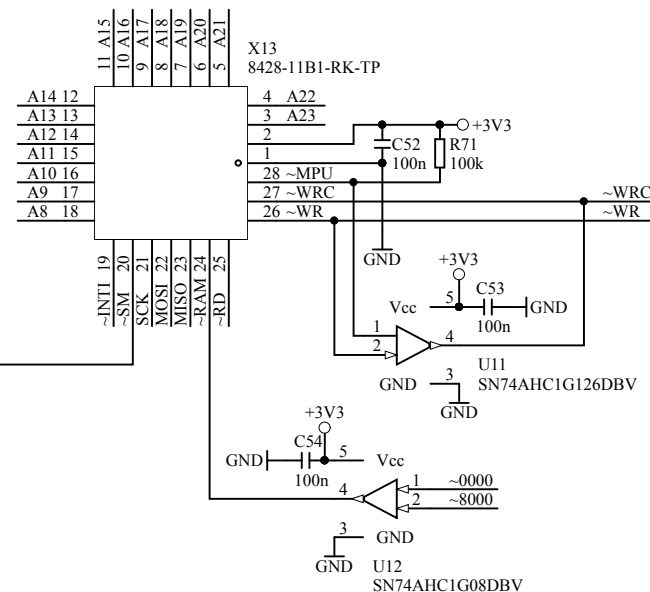 11 A15
10 A16
9 A17
8 A18
7 A19
6 A20
5 A21
X13
8428-11B1-RK-TP
A14 12
A13 13
A12 14
A11 15
A10 16
A9 17
A8 18
4 A22
3 A23
2
1
28 ~MPU
27 ~WRC
26 ~WR
+3V3
C52
100n
R71
100k
~WRC
~WR
GND
~INTI 19
~SM 20
SCK 21
MOSI 22
MISO 23
~RAM 24
~RD 25
+3V3
C53
Vcc 5
100n
GND
1
2
4
U11
SN74AHC1G126DBV
GND 3
GND
+3V3
C54
GND
100n
5 Vcc
4
1 ~0000
2 ~8000
3 GND
GND
U12
SN74AHC1G08DBV